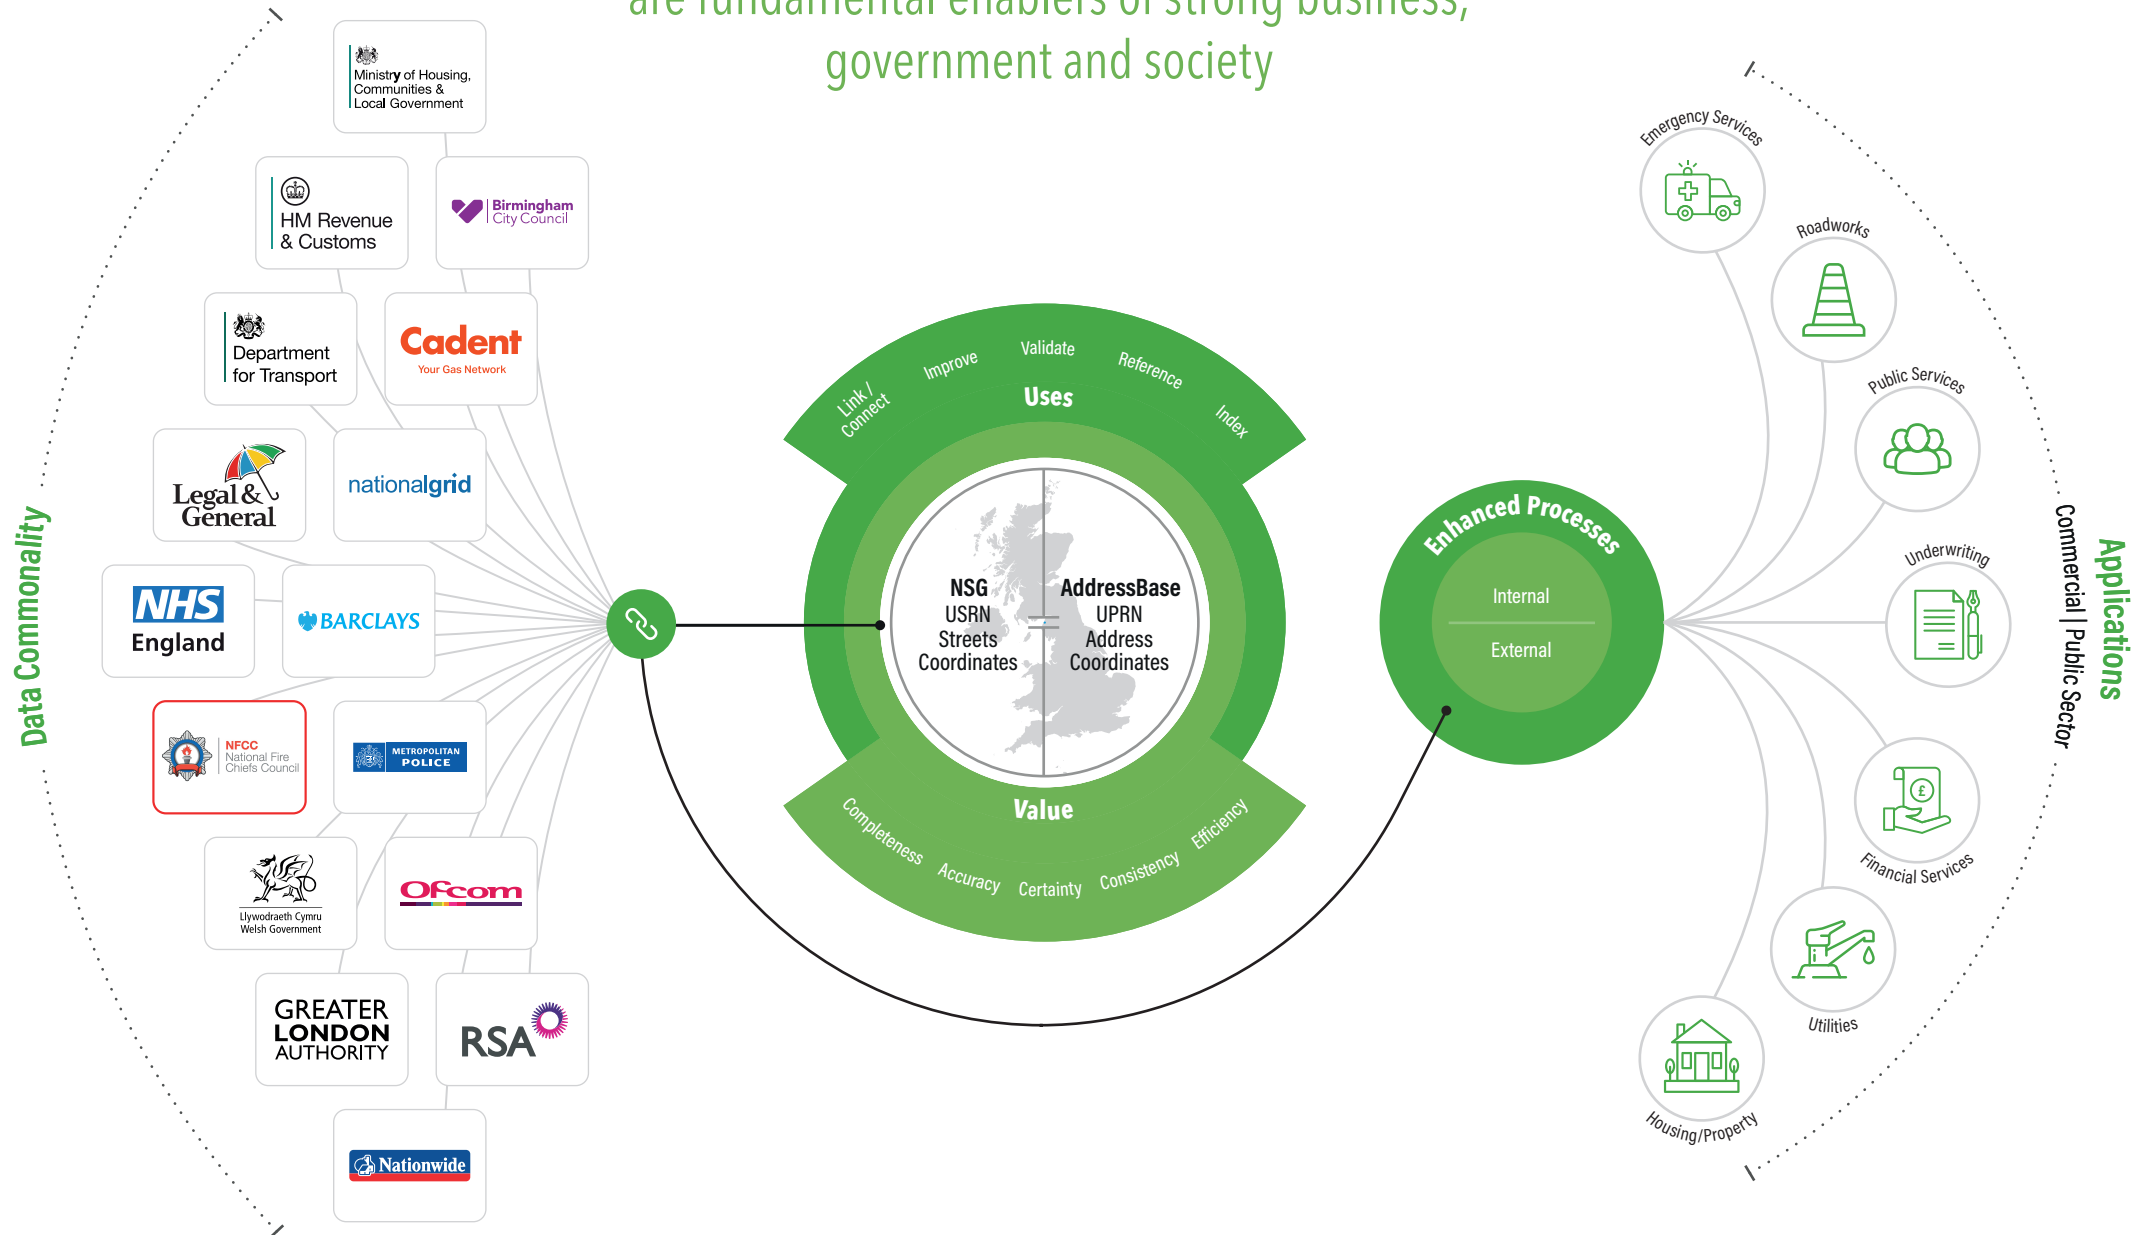 are fundamental enablers of strong business,
government and society
Data Commonality
Ministry of Housing,
Communities &
Local Government
HM Revenue
& Customs
Birmingham
City Council
Department
for Transport
Cadent
Your Gas Network
Legal &
General
nationalgrid
NHS
England
BARCLAYS
NFCC
National Fire
Chiefs Council
METROPOLITAN
POLICE
Llywodraeth Cymru
Welsh Government
Ofcom
GREATER
LONDON
AUTHORITY
RSA
Nationwide
Link /
Connect
Improve
Validate
Reference
Index
Uses
NSG
USRN
Streets
Coordinates
AddressBase
UPRN
Address
Coordinates
Value
Completeness
Accuracy
Certainty
Consistency
Efficiency
Enhanced Processes
Internal
External
Emergency Services
Roadworks
Public Services
Underwriting
£
Financial Services
Utilities
Housing/Property
Applications
Commercial | Public Sector